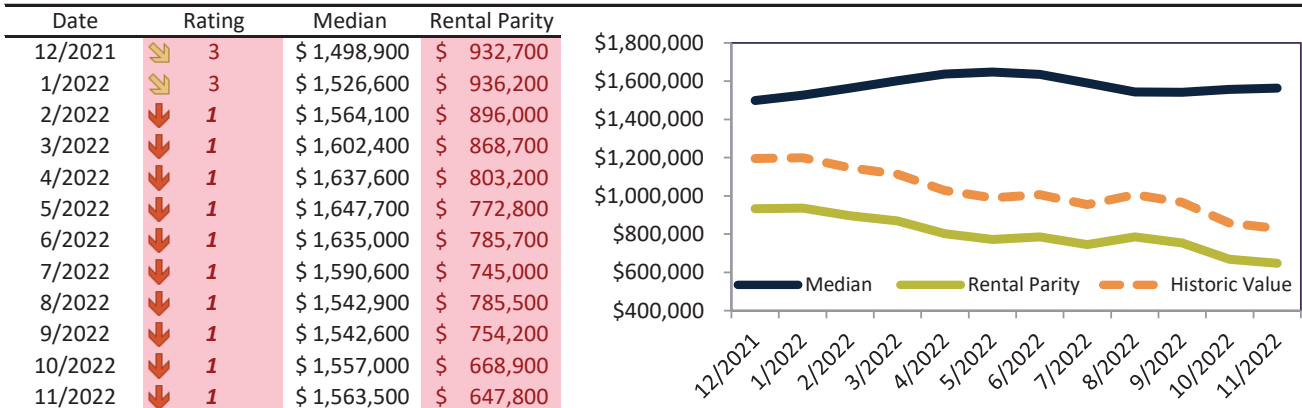 Date Rating Median Rental Parity
12/2021 3 $ 1,498,900 $ 932,700
1/2022 3 $ 1,526,600 $ 936,200
2/2022 1 $ 1,564,100 $ 896,000
3/2022 1 $ 1,602,400 $ 868,700
4/2022 1 $ 1,637,600 $ 803,200
5/2022 1 $ 1,647,700 $ 772,800
6/2022 1 $ 1,635,000 $ 785,700
7/2022 1 $ 1,590,600 $ 745,000
8/2022 1 $ 1,542,900 $ 785,500
9/2022 1 $ 1,542,600 $ 754,200
10/2022 1 $ 1,557,000 $ 668,900
11/2022 1 $ 1,563,500 $ 647,800
$1,800,000
$1,600,000
$1,400,000
$1,200,000
$1,000,000
$800,000
$600,000
$400,000
Median Rental Parity Historic Value
12/2021 1/2022 2/2022 3/2022 4/2022 5/2022 6/2022 7/2022 8/2022 9/2022 10/2022 11/2022